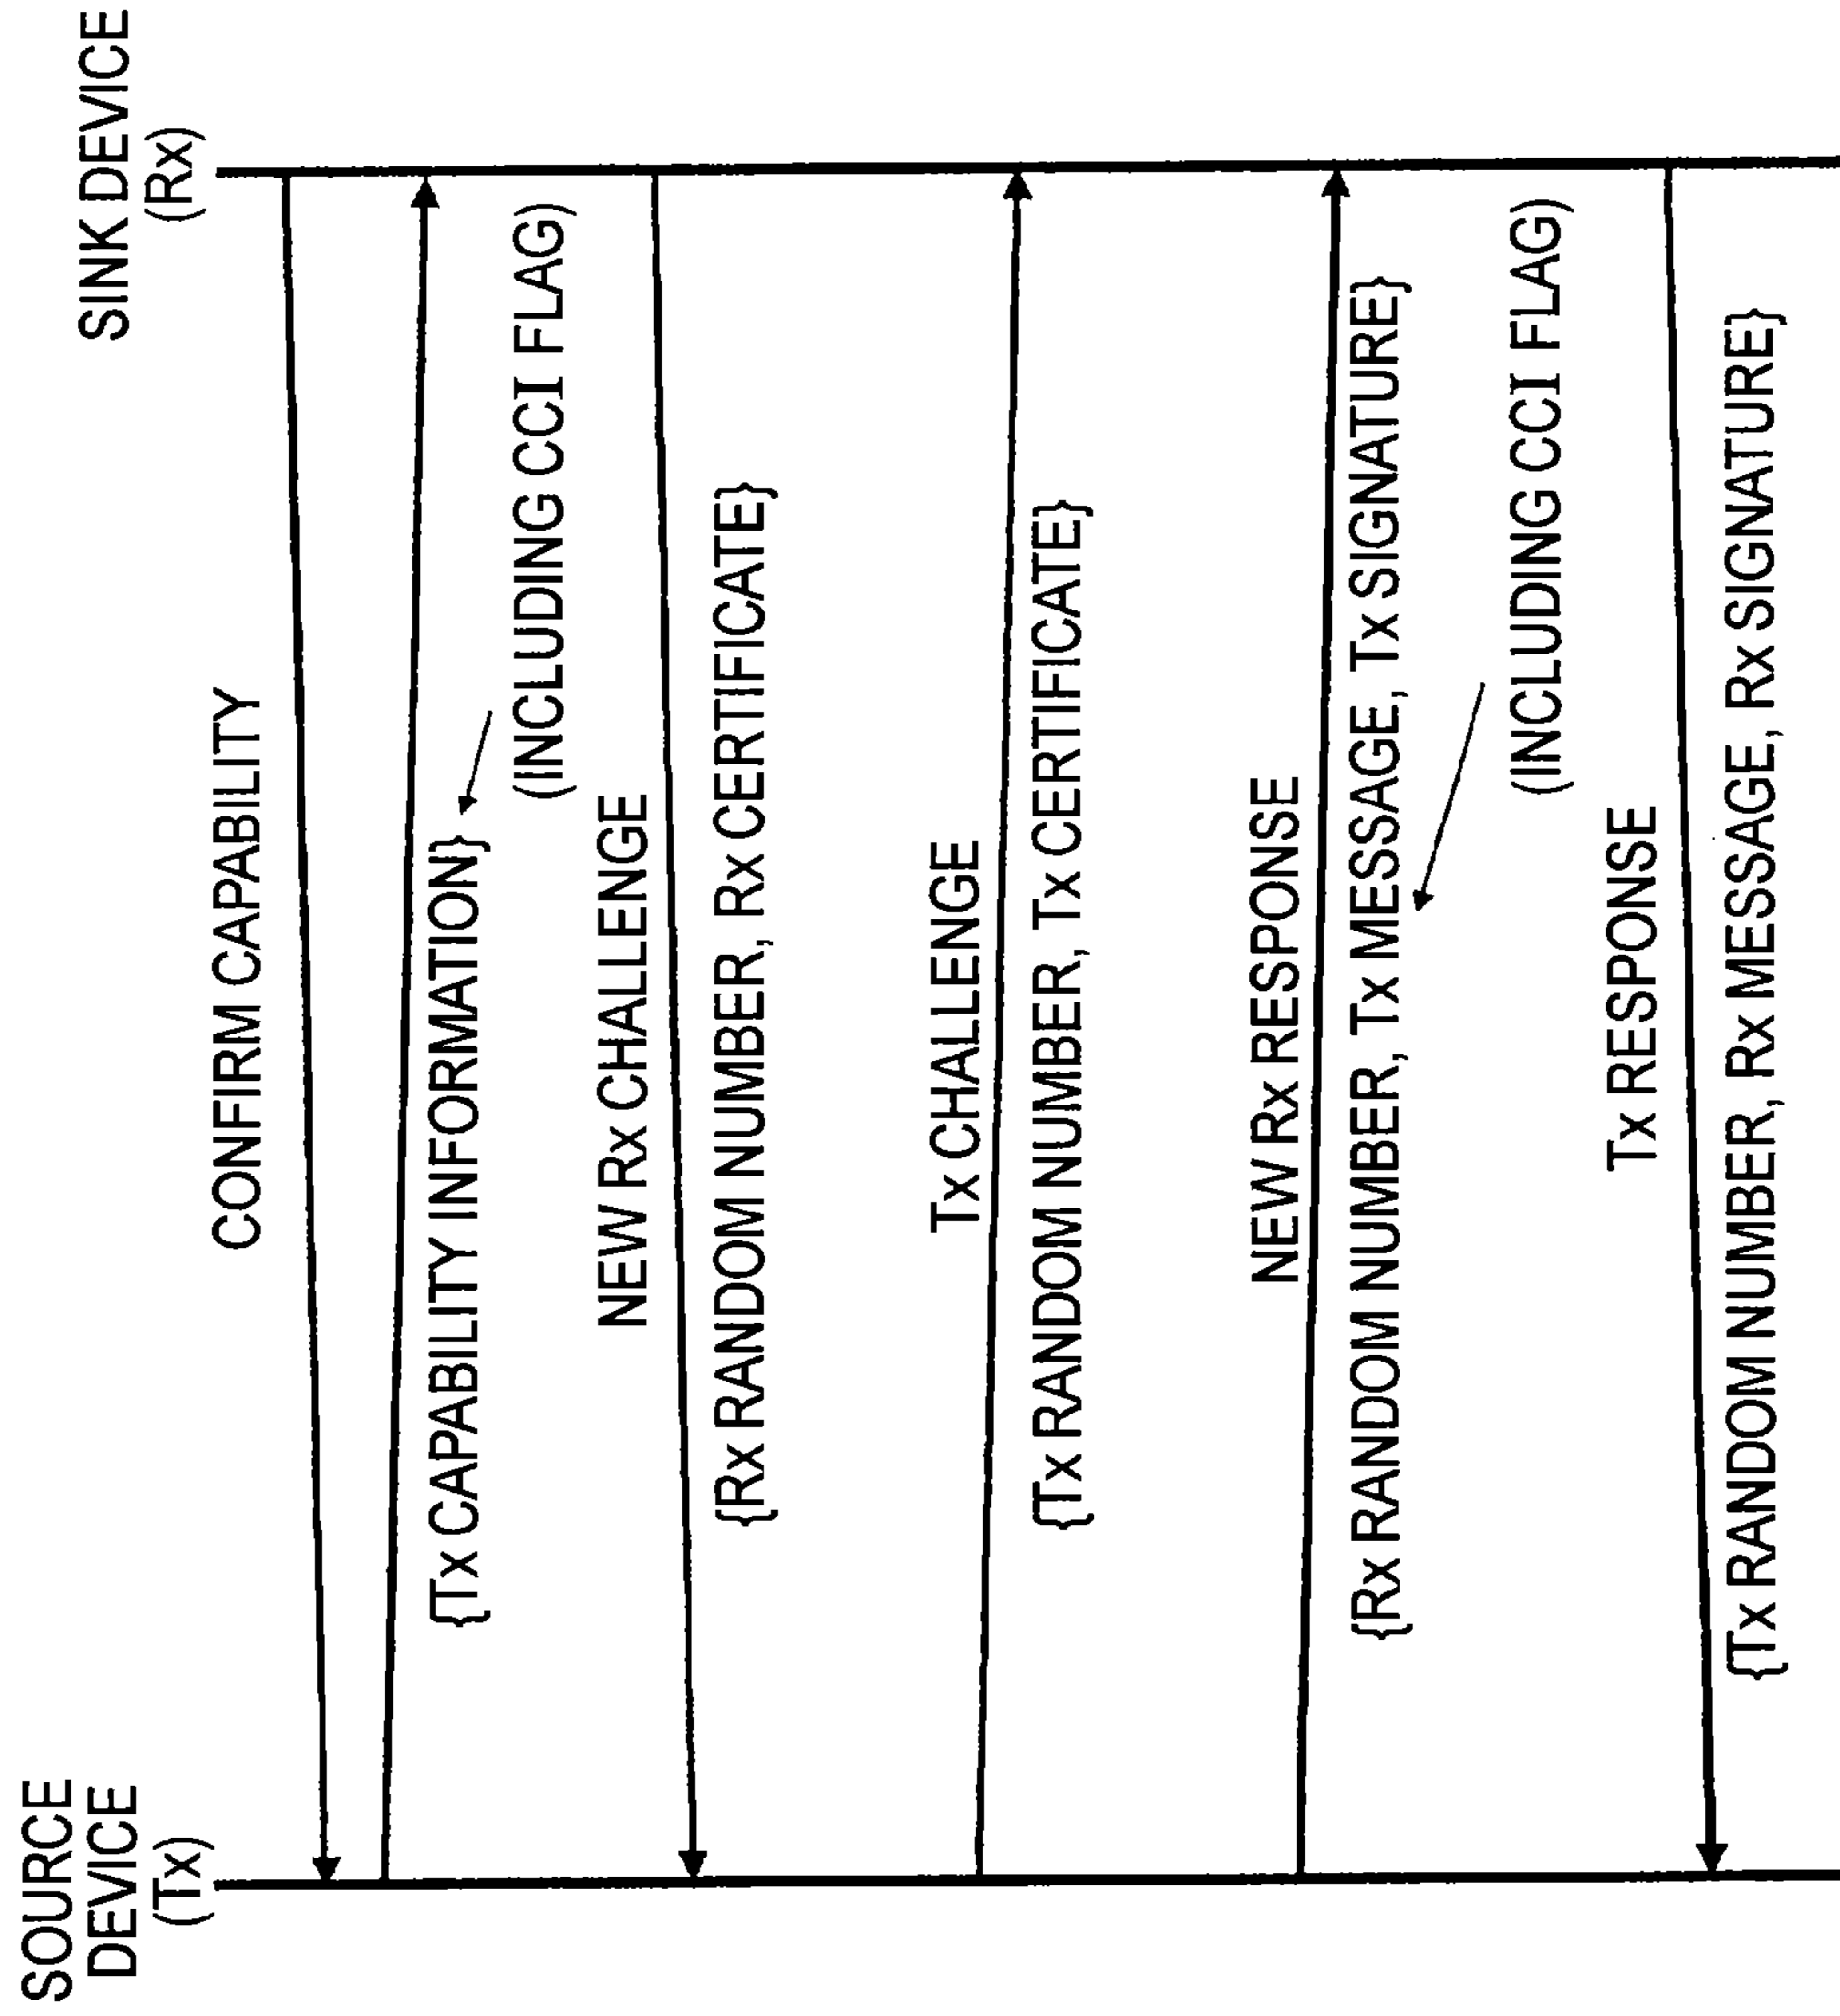 SOURCE
DEVICE
(Tx)
SINK DEVICE
(Rx)
CONFIRM CAPABILITY
{Tx CAPABILITY INFORMATION}
(INCLUDING CCI FLAG)
NEW Rx CHALLENGE
{Rx RANDOM NUMBER, Rx CERTIFICATE}
Tx CHALLENGE
{Tx RANDOM NUMBER, Tx CERTIFICATE}
NEW Rx RESPONSE
{Rx RANDOM NUMBER, Tx MESSAGE, Tx SIGNATURE}
(INCLUDING CCI FLAG)
Tx RESPONSE
{Tx RANDOM NUMBER, Rx MESSAGE, Rx SIGNATURE}